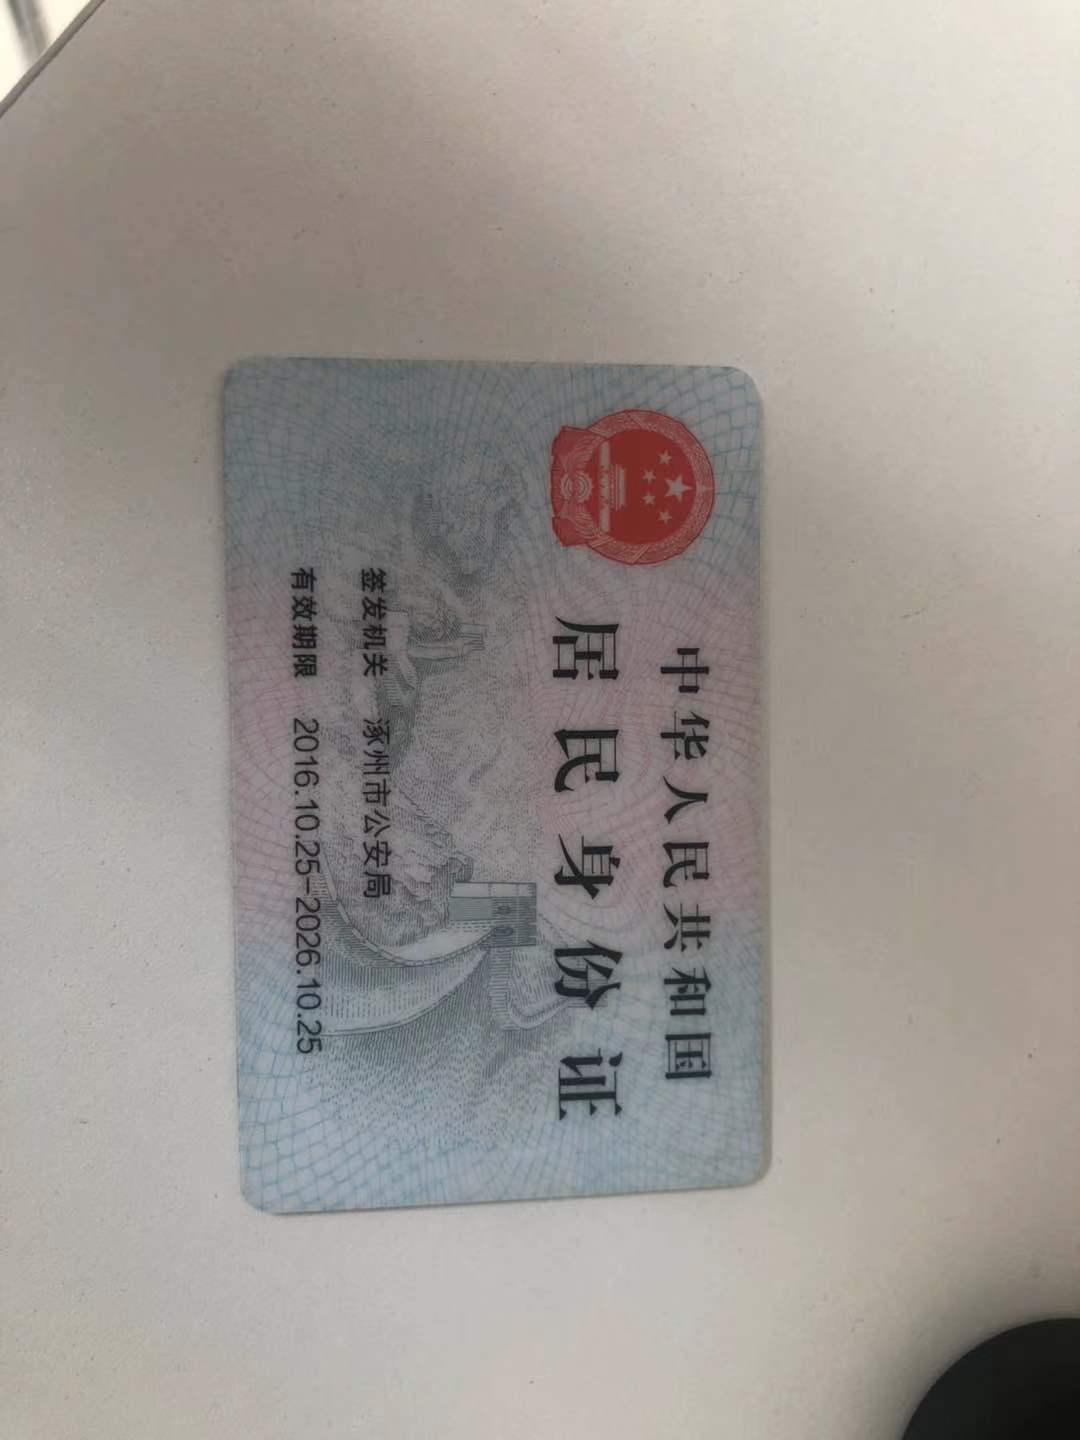 中华人民共和国
居民身份证
签发机关 涿州市公安局
有效期限 2016.10.25-2026.10.25